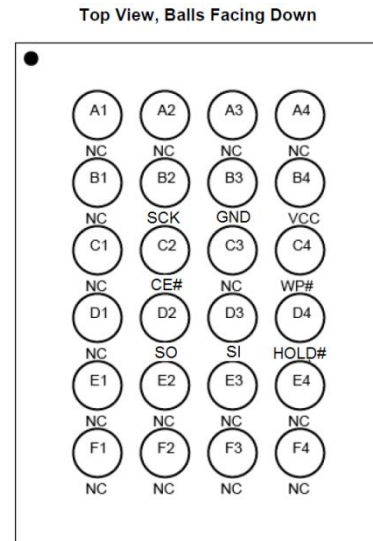 Top View, Balls Facing Down
A1 A2 A3 A4
NC NC NC NC
B1 B2 B3 B4
NC SCK GND VCC
C1 C2 C3 C4
NC CE# NC WP#
D1 D2 D3 D4
NC SO SI HOLD#
E1 E2 E3 E4
NC NC NC NC
F1 F2 F3 F4
NC NC NC NC